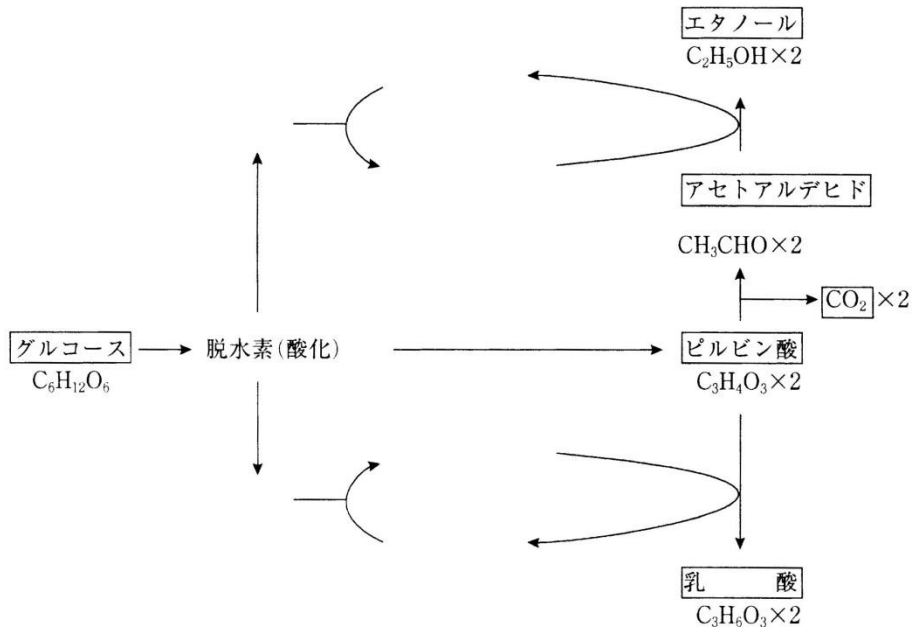 エタノール
C₂H₅OH×2
アセトアルデヒド
CH₃CHO×2
CO₂×2
グルコース
脱水素(酸化)
ピルビン酸
C₆H₁₂O₆
C₃H₄O₃×2
乳 酸
C₃H₆O₃×2